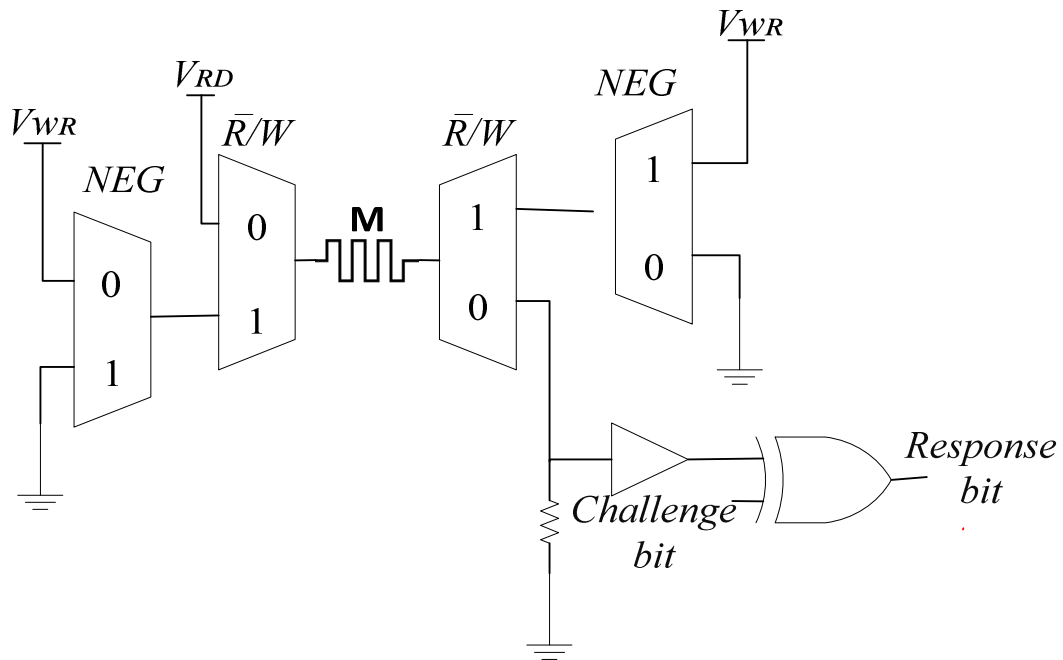 VWR
NEG
0
1
VRD
R̄/W
0
1
M
R̄/W
1
0
NEG
VWR
1
0
Challenge
bit
Response
bit